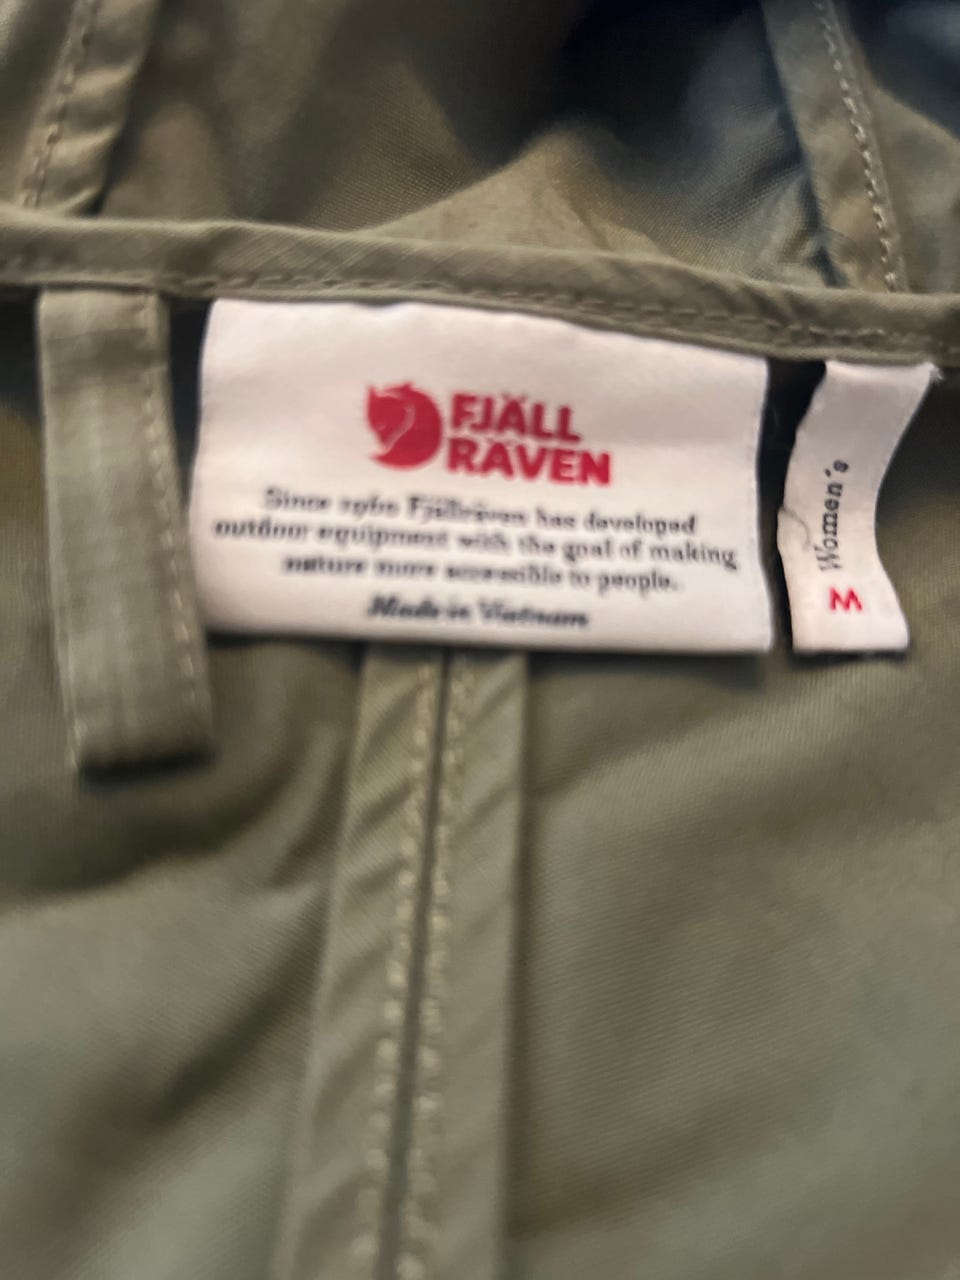 FJÄLL
RÄVEN
Since 1960 Fjällräven has developed
outdoor equipment with the goal of making
nature more accessible to people.
Made in Vietnam
Women's
M